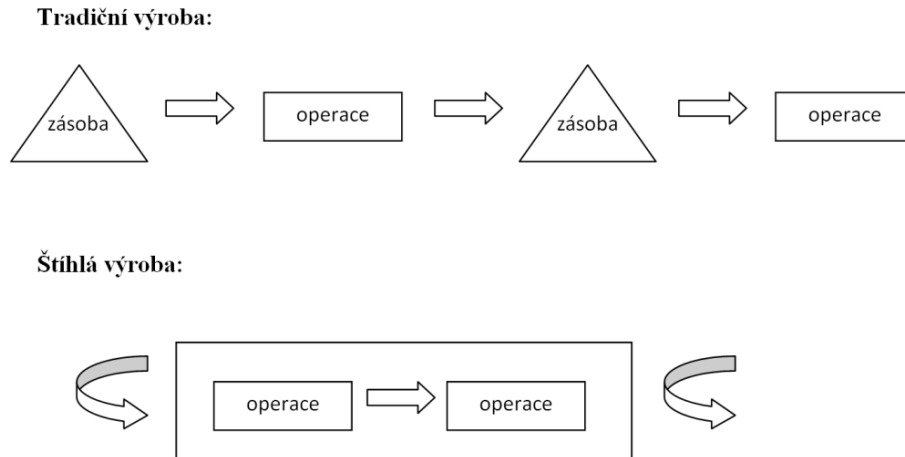 Tradiční výroba:
zásoba
operace
zásoba
operace
Štíhlá výroba:
operace
operace